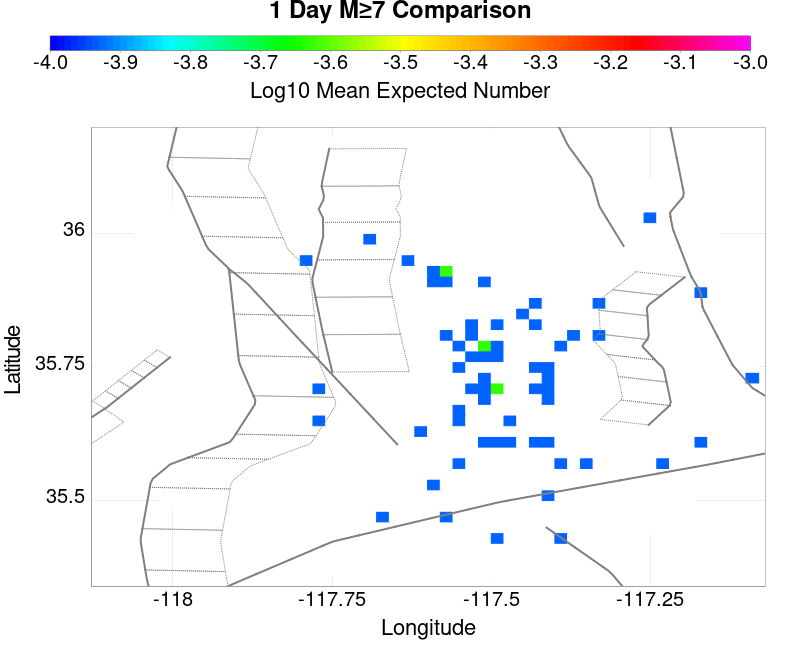 1 Day M≥7 Comparison
-4.0 -3.9 -3.8 -3.7 -3.6 -3.5 -3.4 -3.3 -3.2 -3.1 -3.0
Log10 Mean Expected Number
36
35.75
35.5
Latitude
-118 -117.75 -117.5 -117.25
Longitude